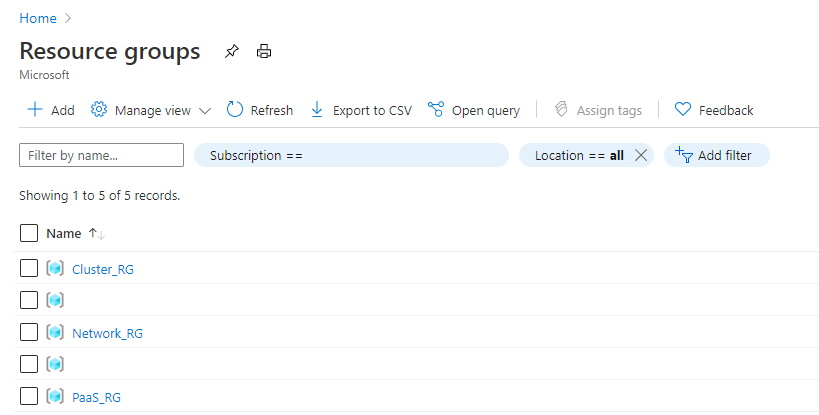 Home >
Resource groups
Microsoft
Add Manage view Refresh Export to CSV Open query Assign tags Feedback
Filter by name... Subscription == Location == all Add filter
Showing 1 to 5 of 5 records.
Name ↑↓
Cluster_RG
Network_RG
PaaS_RG